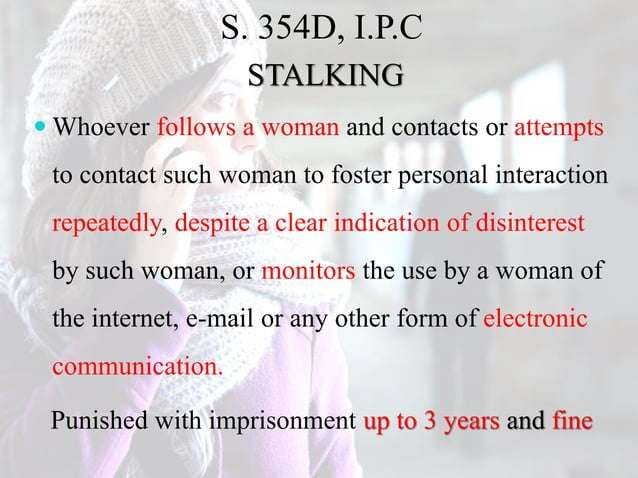 S. 354D, I.P.C
STALKING
• Whoever follows a woman and contacts or attempts
to contact such woman to foster personal interaction
repeatedly, despite a clear indication of disinterest
by such woman, or monitors the use by a woman of
the internet, e-mail or any other form of electronic
communication.
Punished with imprisonment up to 3 years and fine